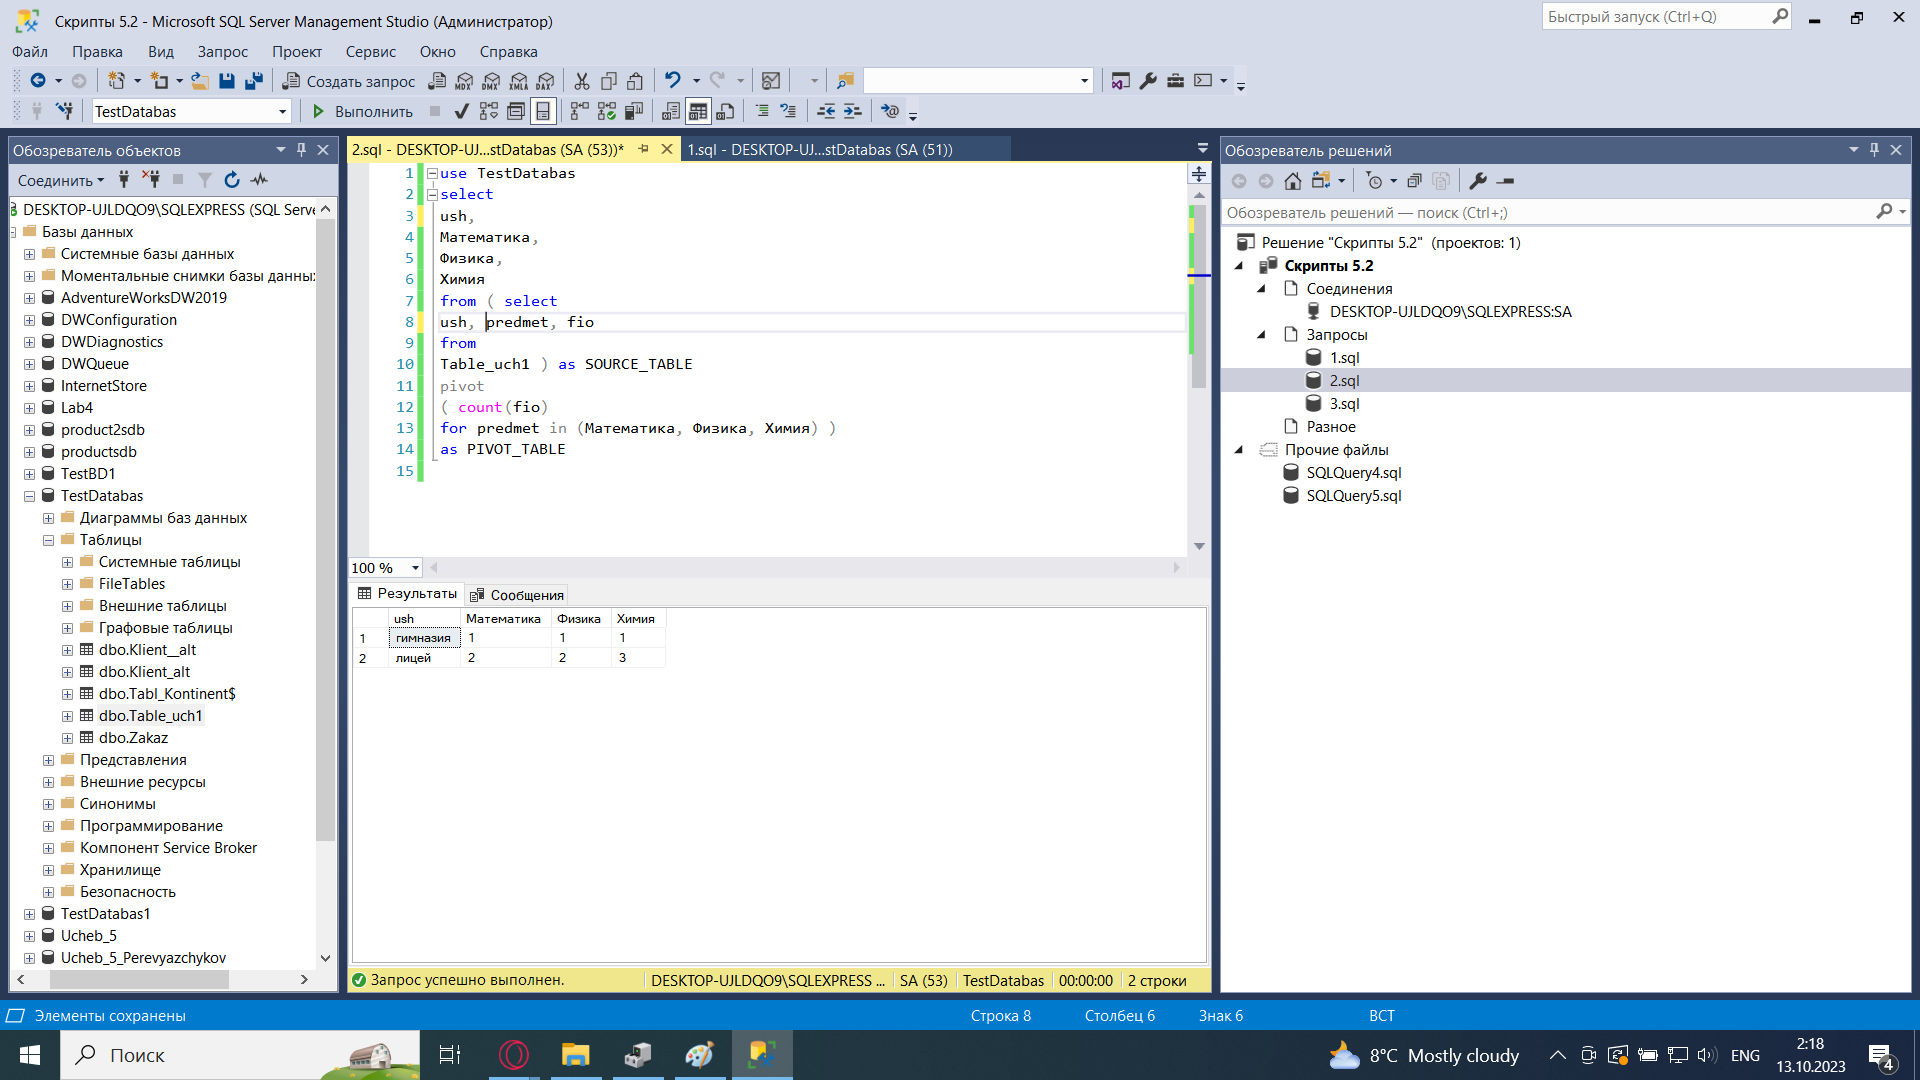 Скрипты 5.2 - Microsoft SQL Server Management Studio (Администратор)
Быстрый запуск (Ctrl+Q)
Файл Правка Вид Запрос Проект Сервис Окно Справка
Создать запрос
MDX DMX XMLA DAX
TestDatabas
Выполнить
Обозреватель объектов
Соединить
DESKTOP-UJLDQO9\SQLEXPRESS (SQL Serve
Базы данных
Системные базы данных
Моментальные снимки базы данны
AdventureWorksDW2019
DWConfiguration
DWDiagnostics
DWQueue
InternetStore
Lab4
product2sdb
productsdb
TestBD1
TestDatabas
Диаграммы баз данных
Таблицы
Системные таблицы
FileTables
Внешние таблицы
Графовые таблицы
dbo.Klient__alt
dbo.Klient_alt
dbo.Tabl_Kontinent$
dbo.Table_uch1
dbo.Zakaz
Представления
Внешние ресурсы
Синонимы
Программирование
Компонент Service Broker
Хранилище
Безопасность
TestDatabas1
Ucheb_5
Ucheb_5_Perevyazchykov
2.sql - DESKTOP-UJ...stDatabas (SA (53))*
1.sql - DESKTOP-UJ...stDatabas (SA (51))
1 use TestDatabas
2 select
3 ush,
4 Математика,
5 Физика,
6 Химия
7 from ( select
8 ush, predmet, fio
9 from
10 Table_uch1 ) as SOURCE_TABLE
11 pivot
12 ( count(fio)
13 for predmet in (Математика, Физика, Химия) )
14 as PIVOT_TABLE
15
100 %
Результаты Сообщения
ush Математика Физика Химия
1 гимназия 1 1 1
2 лицей 2 2 3
Запрос успешно выполнен. DESKTOP-UJLDQO9\SQLEXPRESS ... SA (53) TestDatabas 00:00:00 2 строки
Обозреватель решений
Обозреватель решений — поиск (Ctrl+;)
Решение "Скрипты 5.2" (проектов: 1)
Скрипты 5.2
Соединения
DESKTOP-UJLDQO9\SQLEXPRESS:SA
Запросы
1.sql
2.sql
3.sql
Разное
Прочие файлы
SQLQuery4.sql
SQLQuery5.sql
Элементы сохранены Строка 8 Столбец 6 Знак 6 ВСТ
Поиск
8°C Mostly cloudy
ENG
2:18
13.10.2023
4